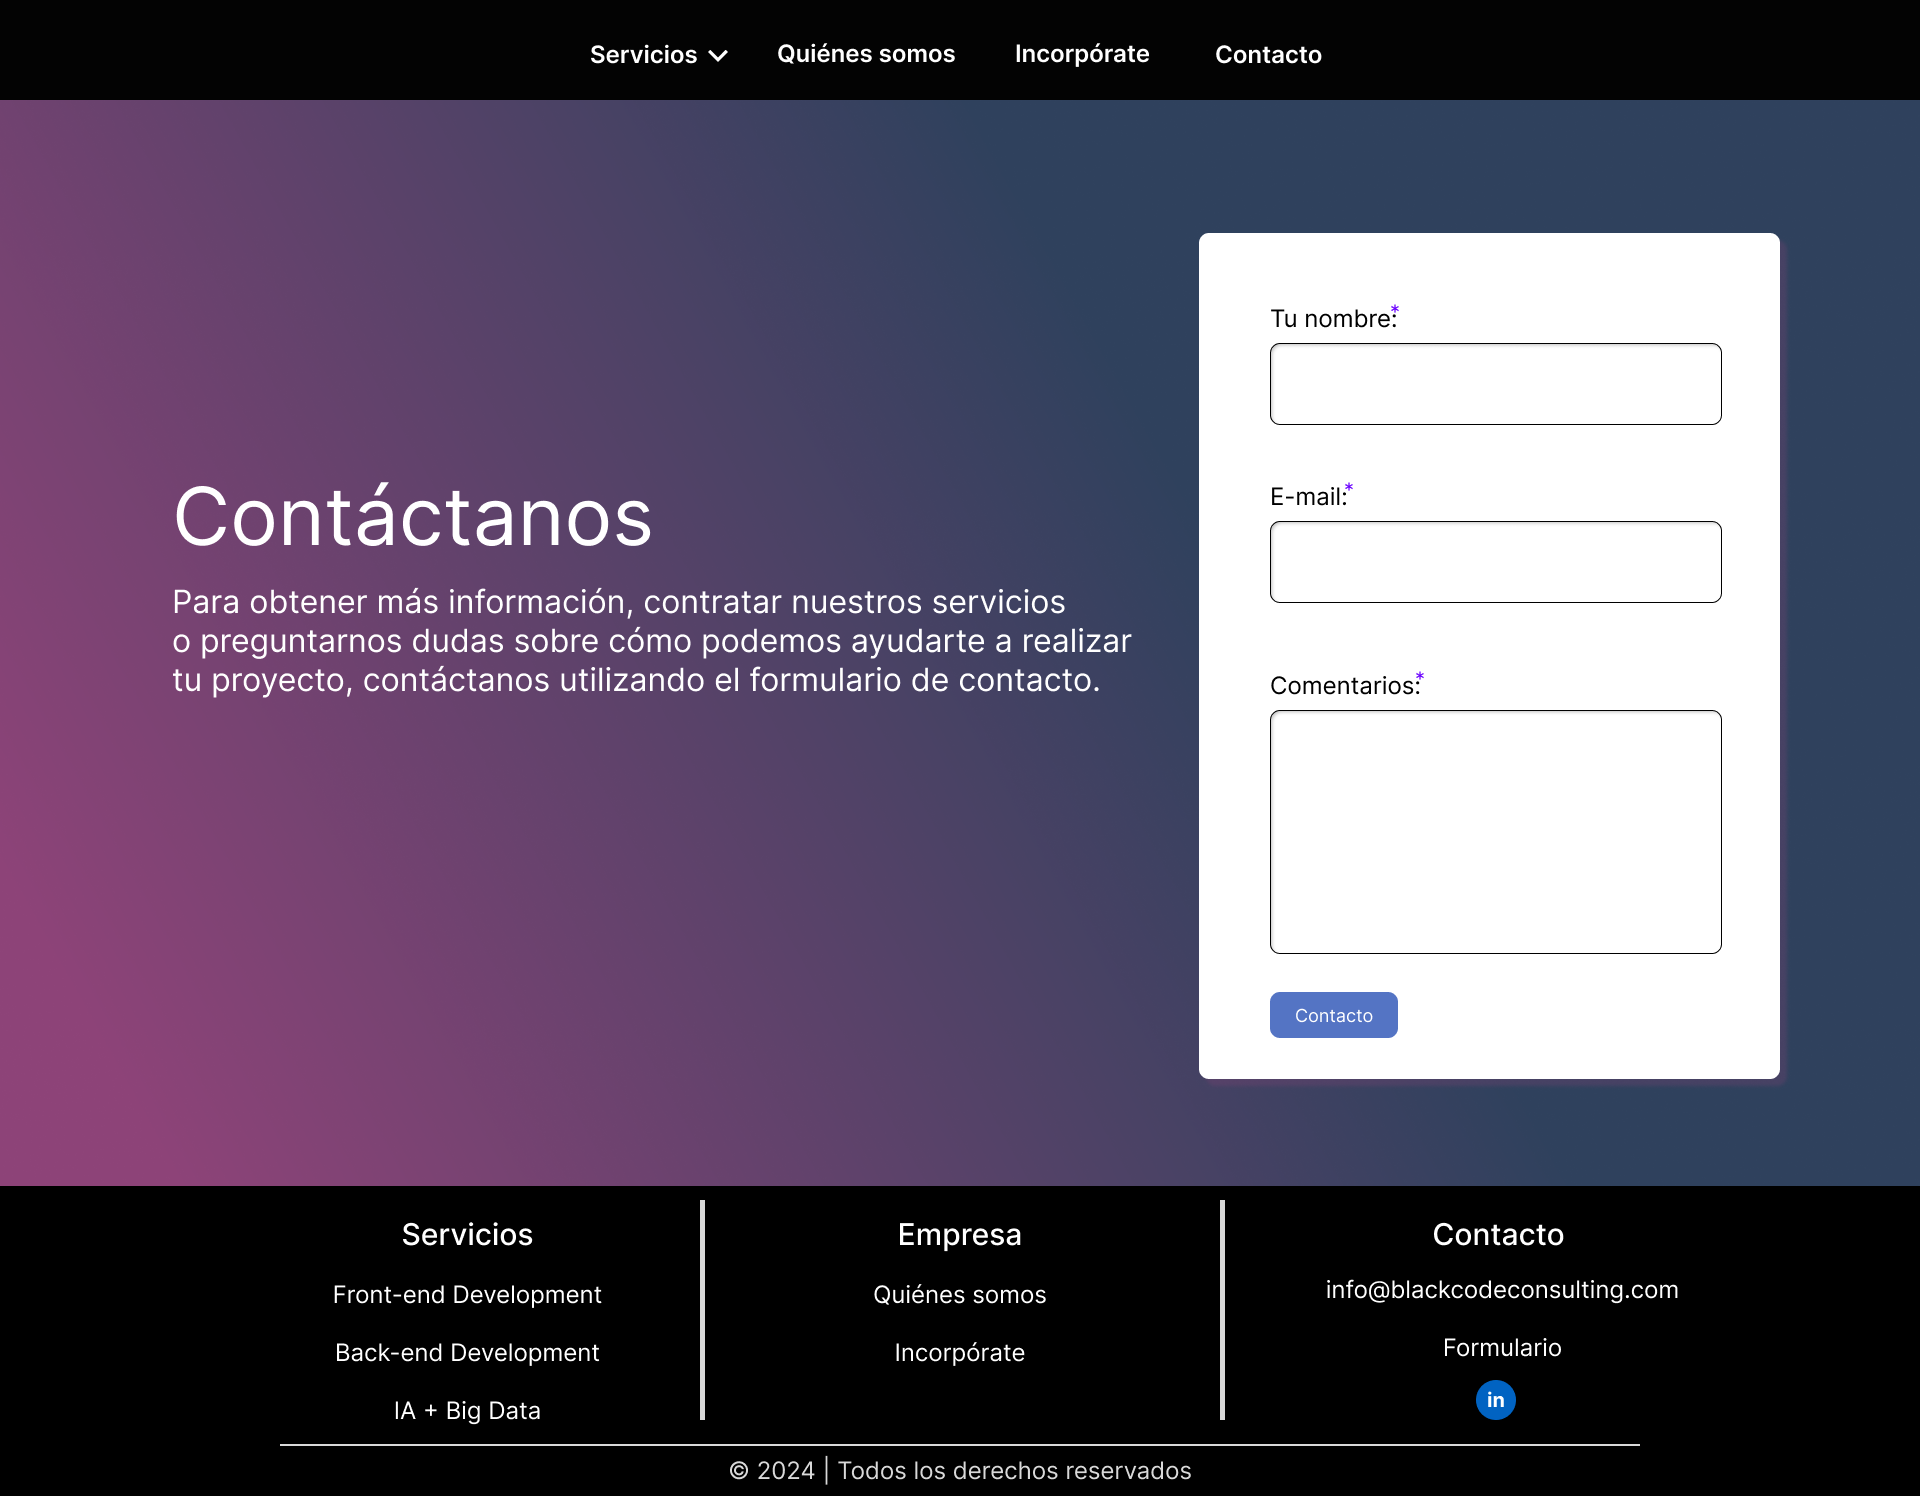 Servicios
Quiénes somos
Incorpórate
Contacto
Contáctanos
Para obtener más información, contratar nuestros servicios
o preguntarnos dudas sobre cómo podemos ayudarte a realizar
tu proyecto, contáctanos utilizando el formulario de contacto.
Tu nombre:*
E-mail:*
Comentarios:*
Contacto
Servicios
Front-end Development
Back-end Development
IA + Big Data
Empresa
Quiénes somos
Incorpórate
Contacto
info@blackcodeconsulting.com
Formulario
in
© 2024 | Todos los derechos reservados